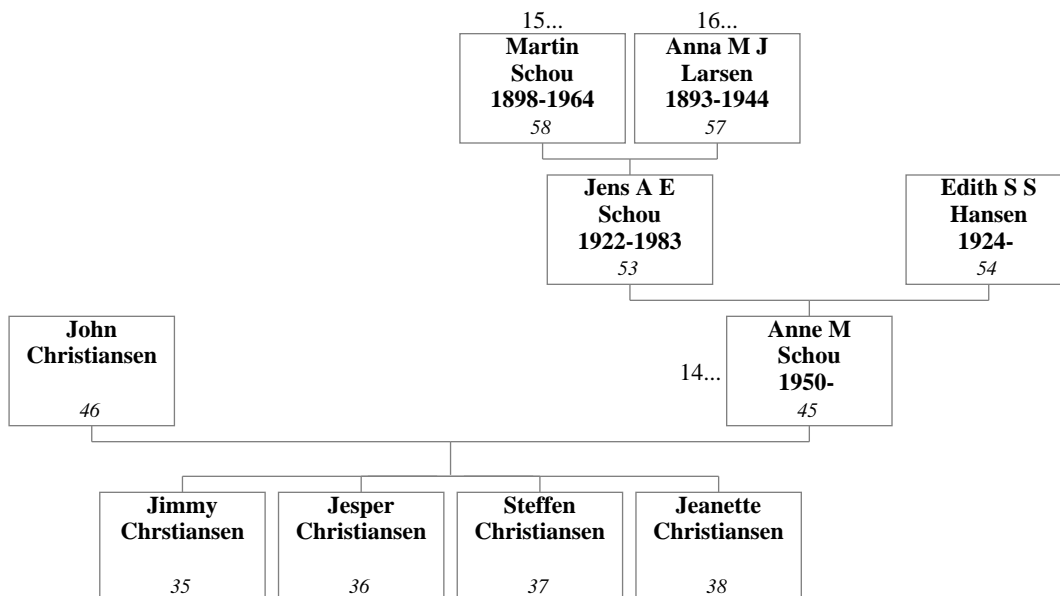 15...
16...
Martin
Schou
1898-1964
58
Anna M J
Larsen
1893-1944
57
Jens A E
Schou
1922-1983
53
Edith S S
Hansen
1924-
54
John
Christiansen
46
14...
Anne M
Schou
1950-
45
Jimmy
Chrstiansen
35
Jesper
Christiansen
36
Steffen
Christiansen
37
Jeanette
Christiansen
38